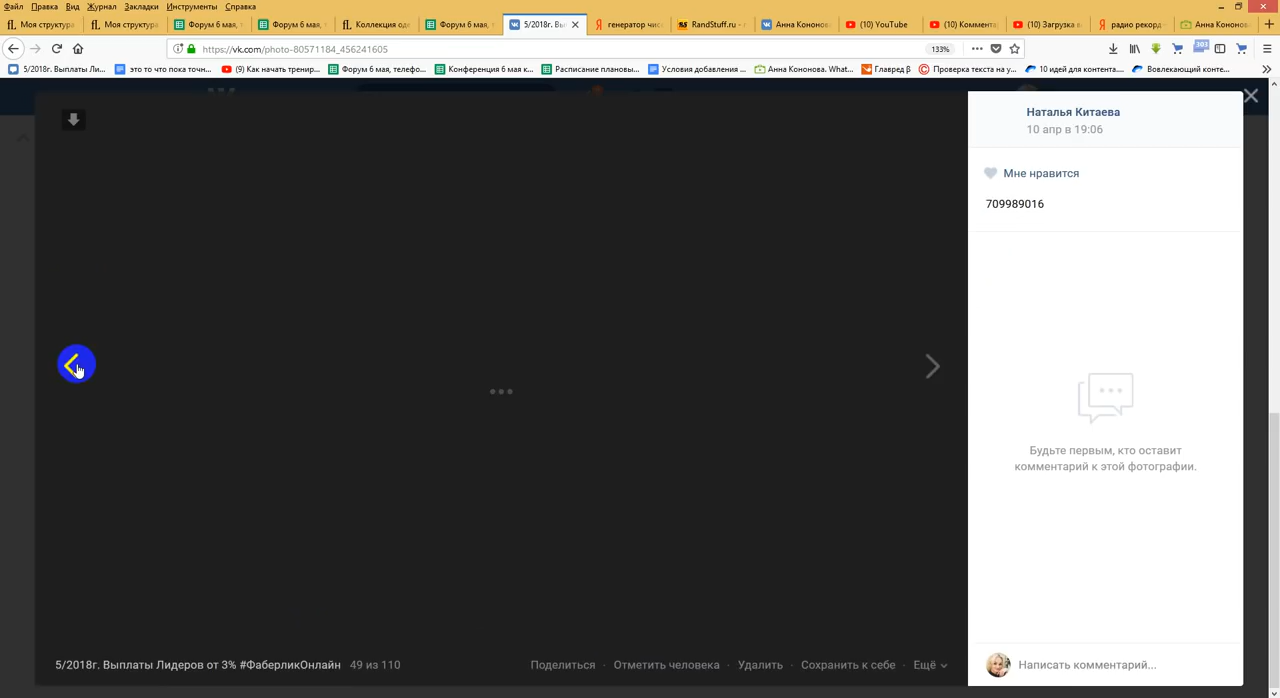 Файл Правка Вид Журнал Закладки Инструменты Справка
Моя структура
Моя структура
Форум 6 мая, т
Форум 6 мая, т
Коллекция оде
Форум 6 мая, т
5/2018г. Вы
генератор чис
RandStuff.ru - г
Анна Кононов
(10) YouTube
(10) Коммента
(10) Загрузка в
радио рекорд -
Анна Кононов
https://vk.com/photo-80571184_456241605
133%
393
5/2018г. Выплаты Ли...
это то что пока точн...
(9) Как начать тренир...
Форум 6 мая, телефо...
Конференция 6 мая к...
Расписание плановы...
Условия добавления ...
Анна Кононова. What...
Главред β
Проверка текста на у...
10 идей для контента....
Вовлекающий конте...
Наталья Китаева
10 апр в 19:06
Мне нравится
709989016
Будьте первым, кто оставит
комментарий к этой фотографии.
5/2018г. Выплаты Лидеров от 3% #ФаберликОнлайн 49 из 110
Поделиться · Отметить человека · Удалить · Сохранить к себе · Ещё
Написать комментарий...